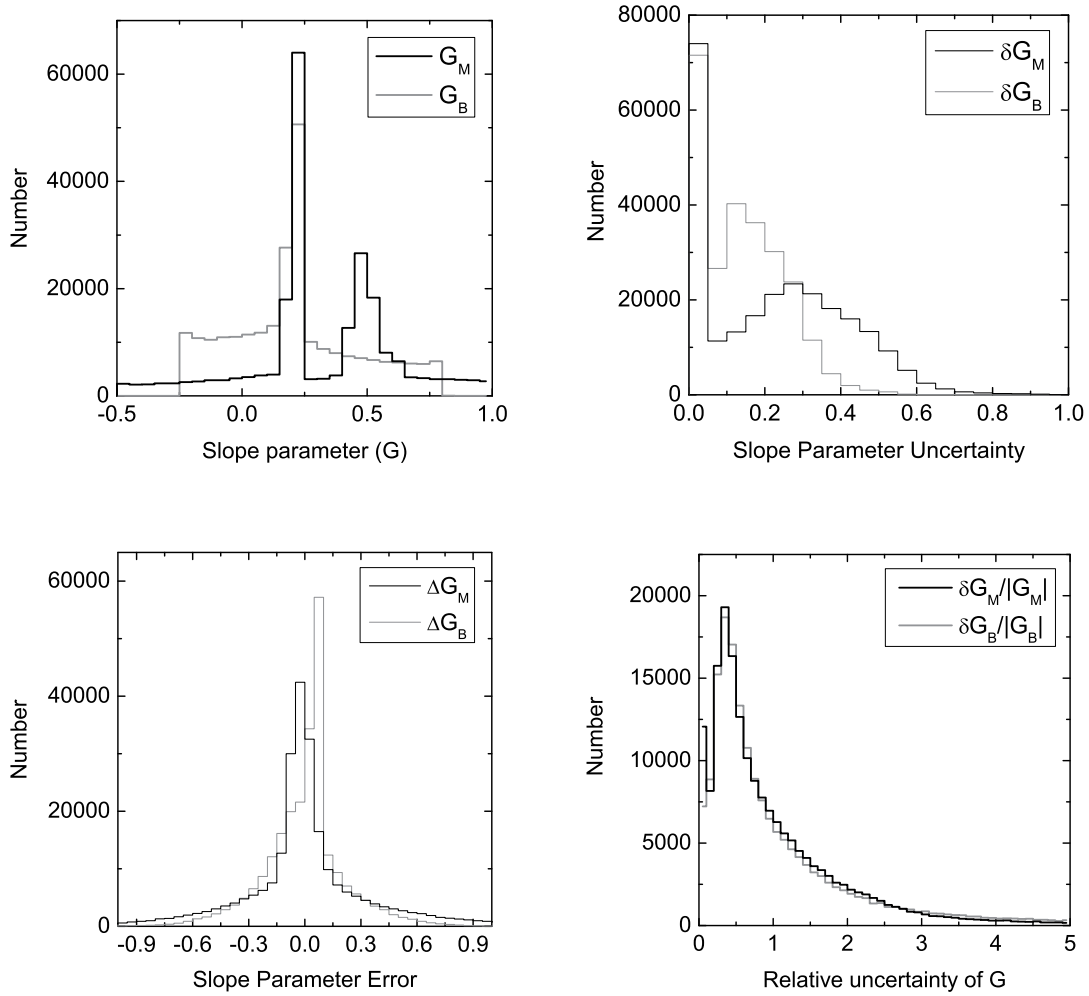 60000
40000
20000
0
Number
G_M
G_B
-0.5
0.0
0.5
1.0
Slope parameter (G)
80000
60000
40000
20000
0
Number
δG_M
δG_B
0.0
0.2
0.4
0.6
0.8
1.0
Slope Parameter Uncertainty
60000
40000
20000
0
Number
ΔG_M
ΔG_B
-0.9
-0.6
-0.3
0.0
0.3
0.6
0.9
Slope Parameter Error
20000
15000
10000
5000
0
Number
δG_M/|G_M|
δG_B/|G_B|
0
1
2
3
4
5
Relative uncertainty of G